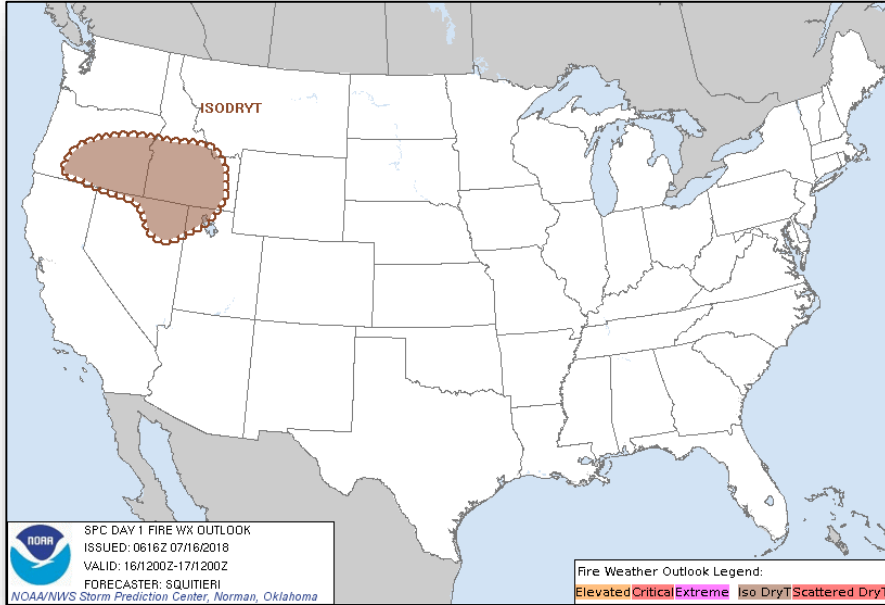 ISODRYT
NOAA
SPC DAY 1 FIRE WX OUTLOOK
ISSUED: 0616Z 07/16/2018
VALID: 16/1200Z-17/1200Z
FORECASTER: SQUITIERI
NOAA/NWS Storm Prediction Center, Norman, Oklahoma
Fire Weather Outlook Legend:
Elevated Critical Extreme Iso DryT Scattered DryT